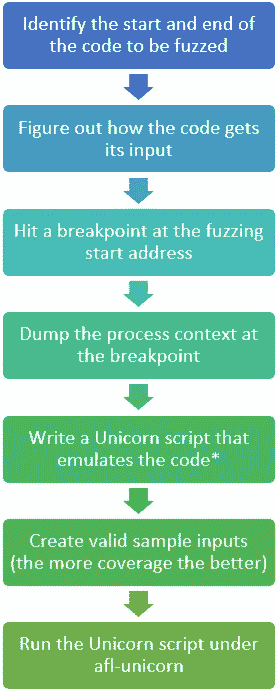 Identify the start and end of
the code to be fuzzed
Figure out how the code gets
its input
Hit a breakpoint at the fuzzing
start address
Dump the process context at
the breakpoint
Write a Unicorn script that
emulates the code*
Create valid sample inputs
(the more coverage the better)
Run the Unicorn script under
afl-unicorn